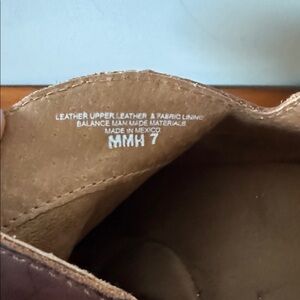 LEATHER UPPER LEATHER & FABRIC LINING
BALANCE MAN MADE MATERIALS
MADE IN MEXICO
MMH 7